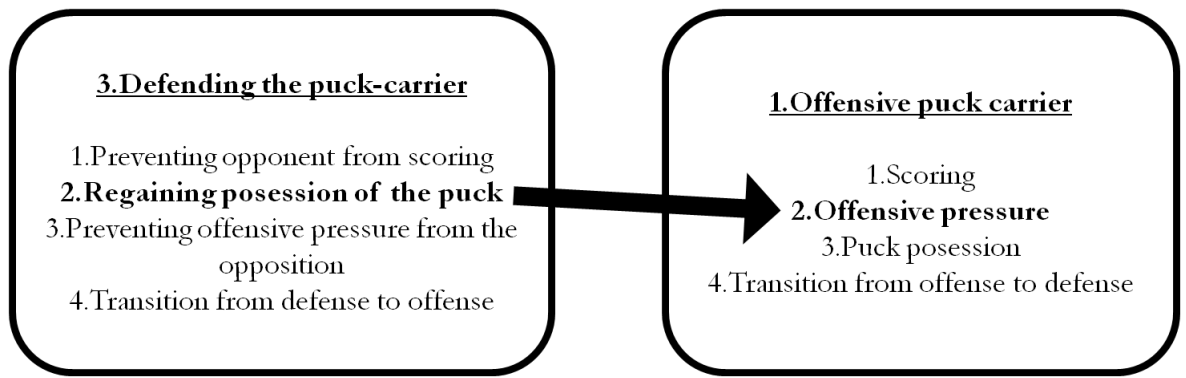 3.Defending the puck-carrier
1.Preventing opponent from scoring
2.Regaining posession of the puck
3.Preventing offensive pressure from the
opposition
4.Transition from defense to offense
1.Offensive puck carrier
1.Scoring
2.Offensive pressure
3.Puck posession
4.Transition from offense to defense